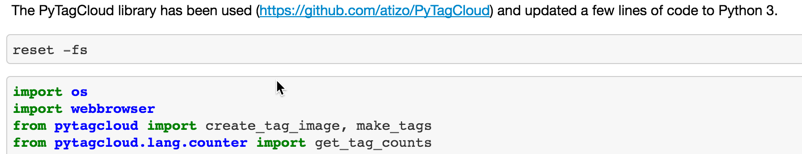 The PyTagCloud library has been used (https://github.com/atizo/PyTagCloud) and updated a few lines of code to Python 3.
reset -fs
import os
import webbrowser
from pytagcloud import create_tag_image, make_tags
from pytagcloud.lang.counter import get_tag_counts